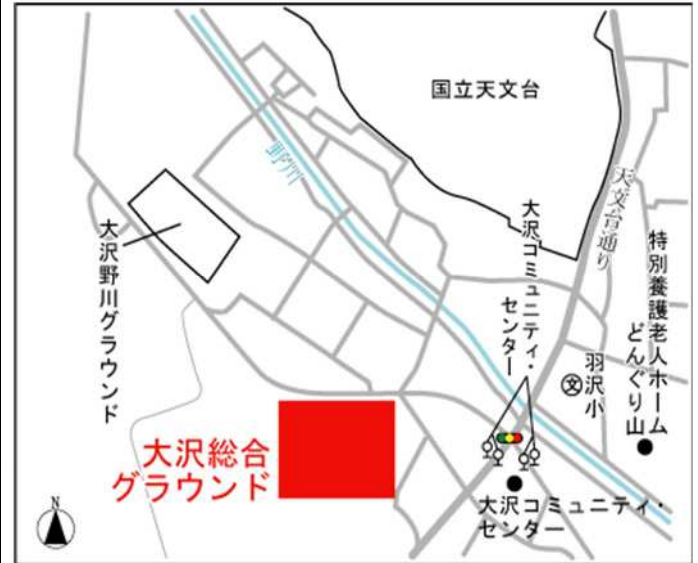 国立天文台
野川
天文台通り
大沢コミュニティ・
センター
特別養護老人ホーム
どんぐり山
大沢野川グラウンド
羽沢小
文
大沢総合
グラウンド
大沢コミュニティ・
センター
N